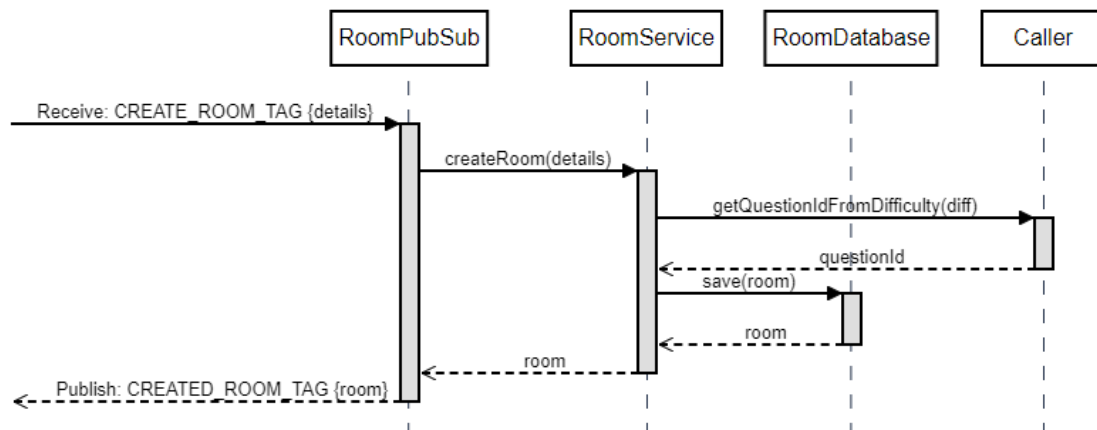 RoomPubSub
RoomService
RoomDatabase
Caller
Receive: CREATE_ROOM_TAG {details}
createRoom(details)
getQuestionIdFromDifficulty(diff)
questionId
save(room)
room
room
Publish: CREATED_ROOM_TAG {room}